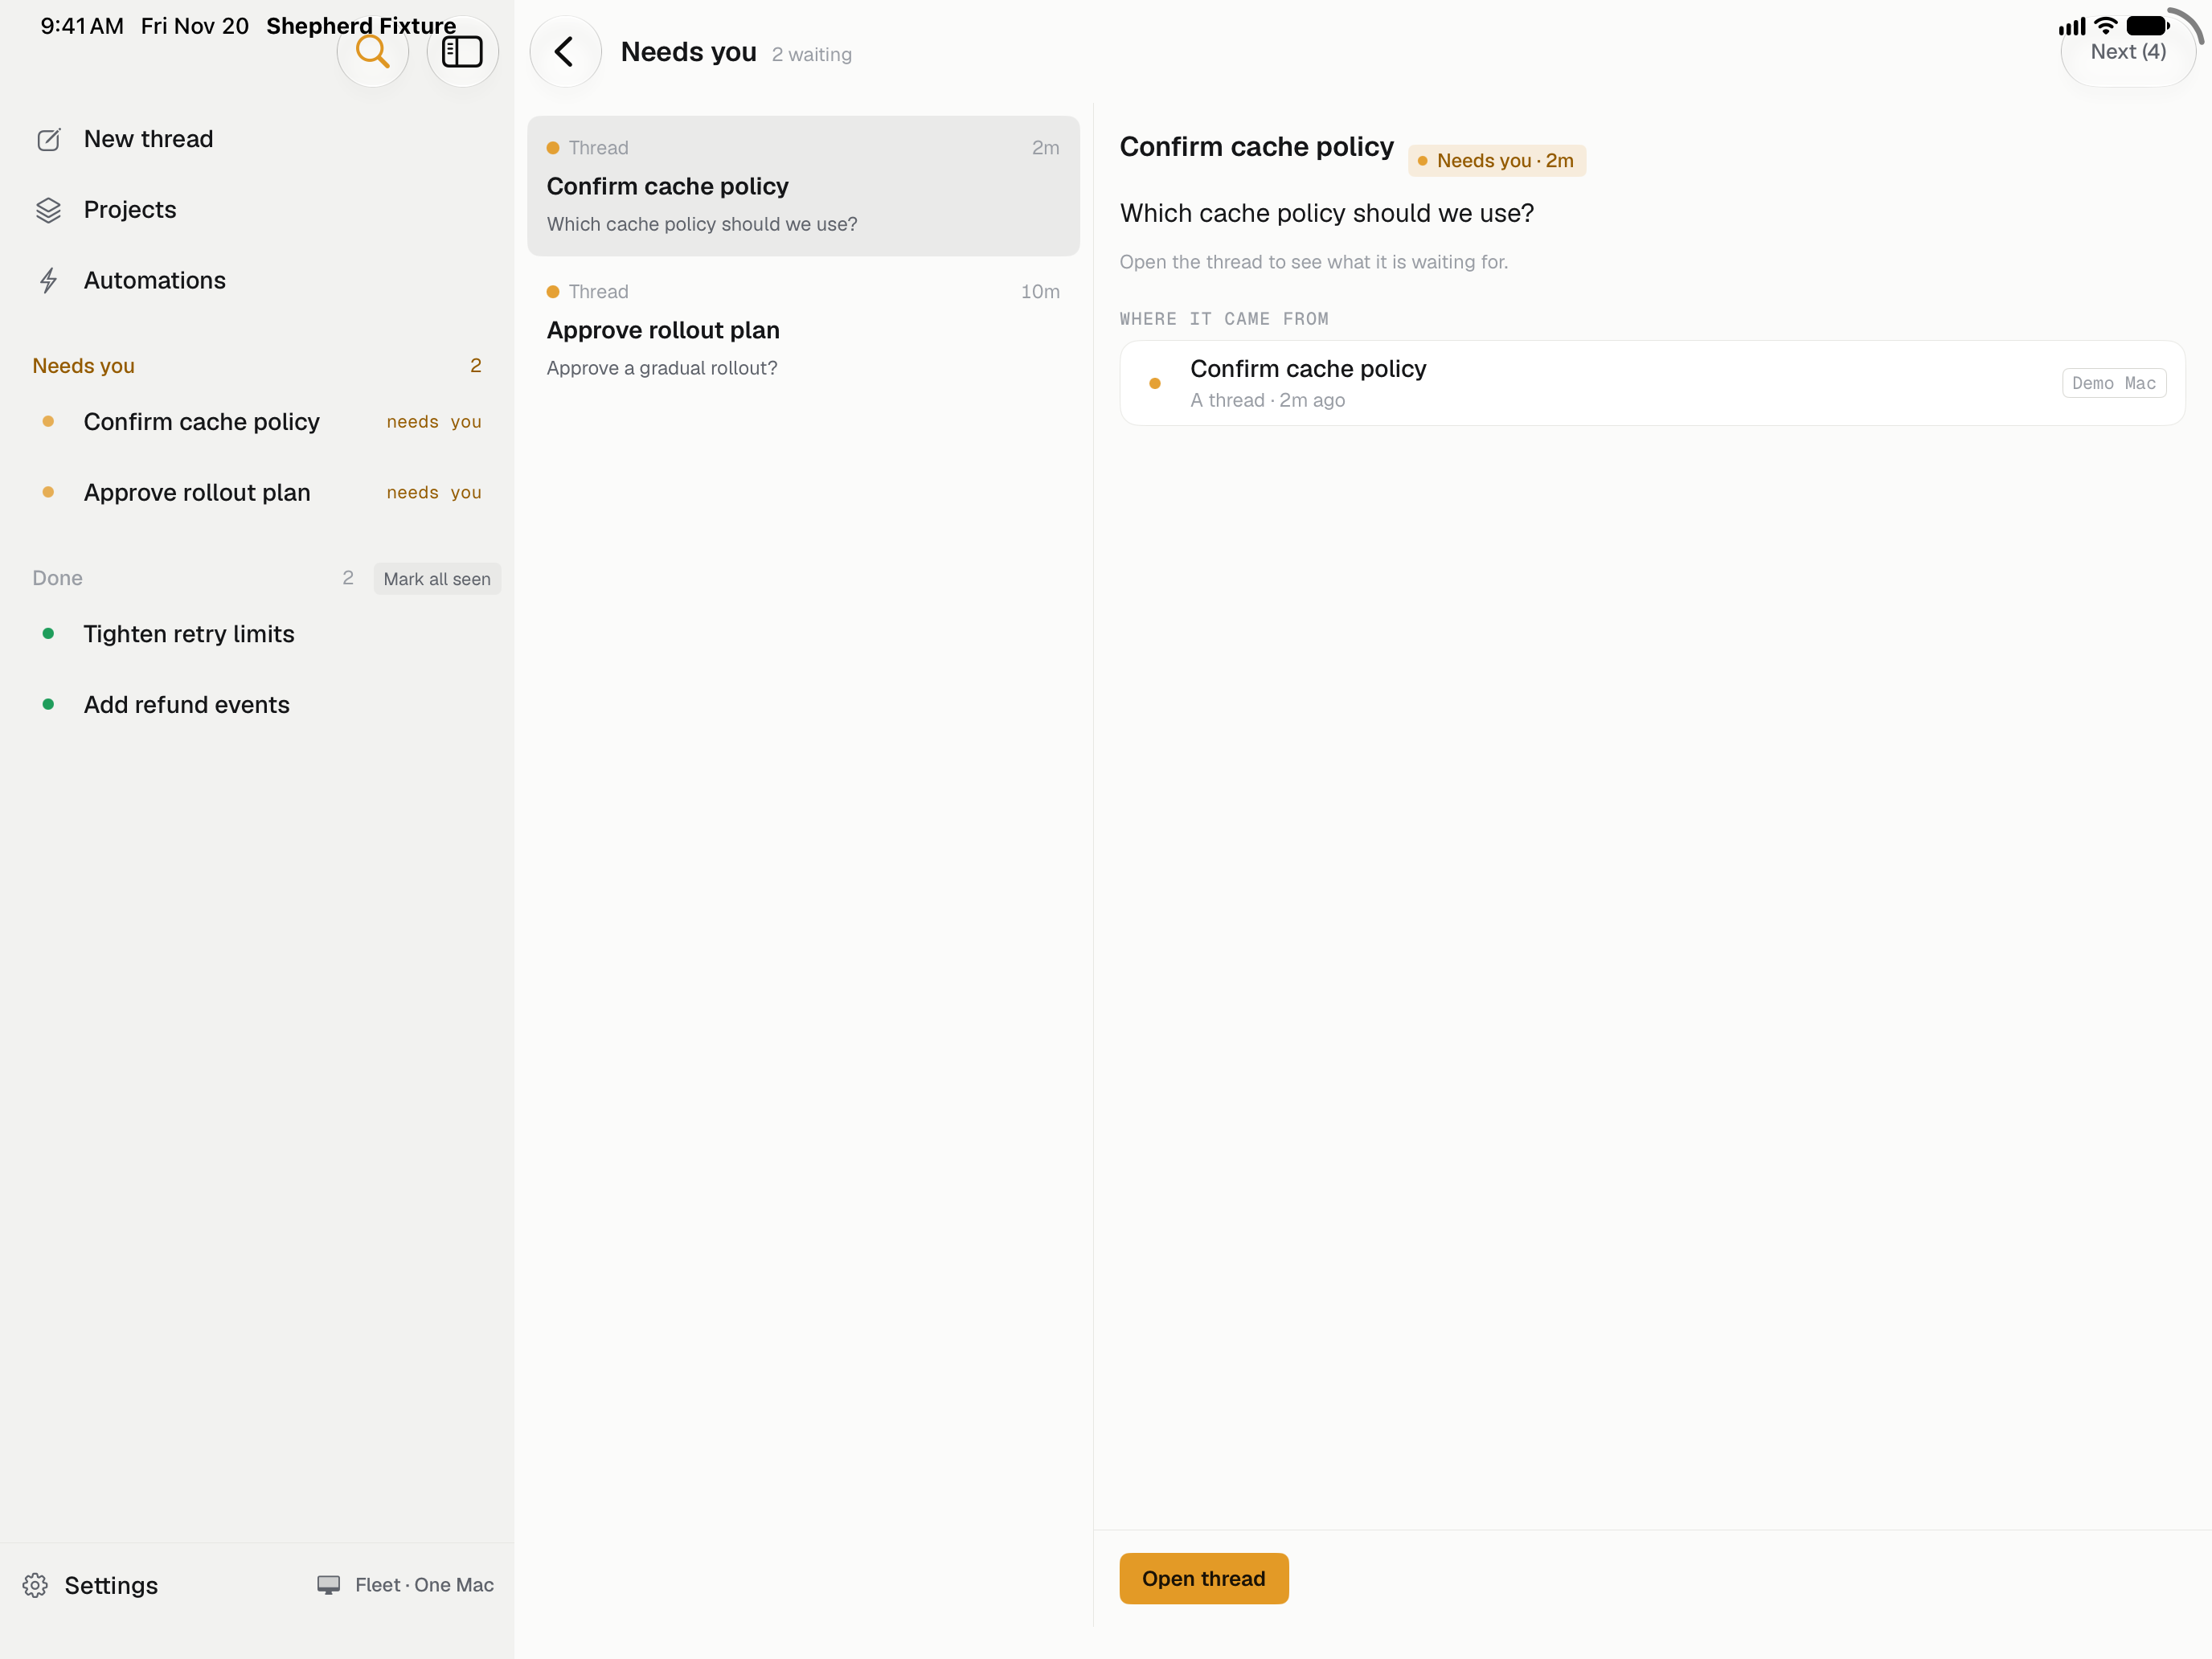 9:41 AM Fri Nov 20 Shepherd Fixture
New thread
Projects
Automations
Needs you 2
Confirm cache policy needs you
Approve rollout plan needs you
Done 2 Mark all seen
Tighten retry limits
Add refund events
Settings Fleet · One Mac
Needs you 2 waiting
Next (4)
Thread 2m
Confirm cache policy
Which cache policy should we use?
Thread 10m
Approve rollout plan
Approve a gradual rollout?
Confirm cache policy Needs you · 2m
Which cache policy should we use?
Open the thread to see what it is waiting for.
WHERE IT CAME FROM
Confirm cache policy
A thread · 2m ago
Demo Mac
Open thread